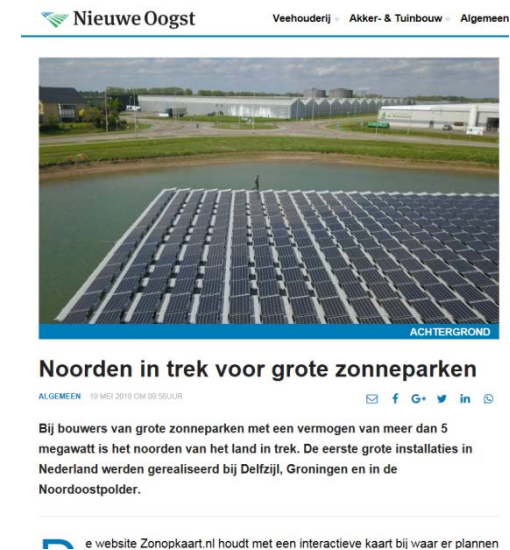 Nieuwe Oogst
Veehouderij Akker- & Tuinbouw Algemeen
ACHTERGROND
Noorden in trek voor grote zonneparken
ALGEMEEN 19 MEI 2018 OM 09:56UUR
Bij bouwers van grote zonneparken met een vermogen van meer dan 5
megawatt is het noorden van het land in trek. De eerste grote installaties in
Nederland werden gerealiseerd bij Delfzijl, Groningen en in de
Noordoostpolder.
De website Zonopkaart.nl houdt met een interactieve kaart bij waar er plannen